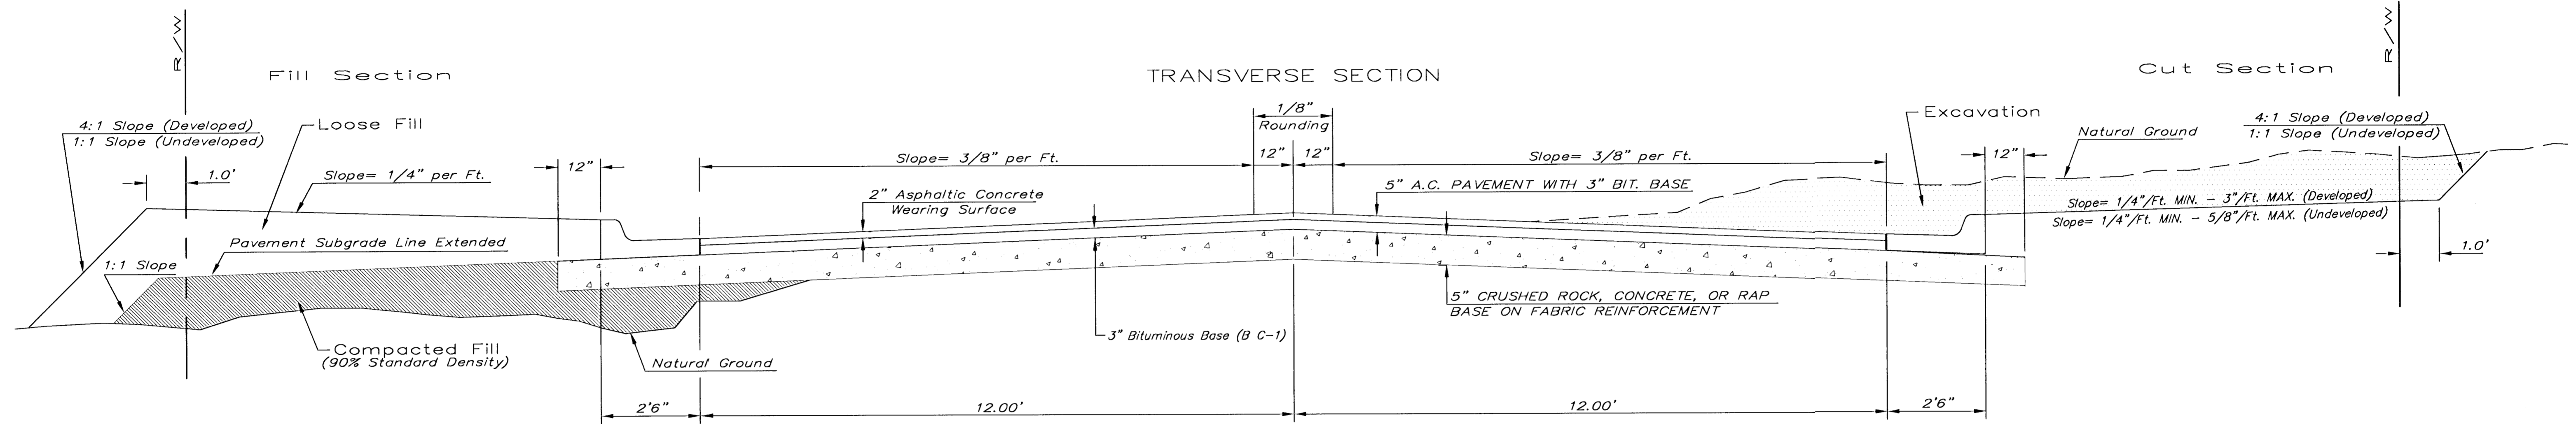 R/W
Fill Section
TRANSVERSE SECTION
Cut Section
R/W
4:1 Slope (Developed)
1:1 Slope (Undeveloped)
Loose Fill
1/8"
Rounding
Excavation
Natural Ground
4:1 Slope (Developed)
1:1 Slope (Undeveloped)
1.0'
Slope= 1/4" per Ft.
12"
Slope= 3/8" per Ft.
12"
12"
Slope= 3/8" per Ft.
12"
2" Asphaltic Concrete
Wearing Surface
5" A.C. PAVEMENT WITH 3" BIT. BASE
Slope= 1/4"/Ft. MIN. - 3"/Ft. MAX. (Developed)
Slope= 1/4"/Ft. MIN. - 5/8"/Ft. MAX. (Undeveloped)
Pavement Subgrade Line Extended
1:1 Slope
1.0'
5" CRUSHED ROCK, CONCRETE, OR RAP
BASE ON FABRIC REINFORCEMENT
3" Bituminous Base (B C-1)
Compacted Fill
(90% Standard Density)
Natural Ground
2'6"
12.00'
12.00'
2'6"